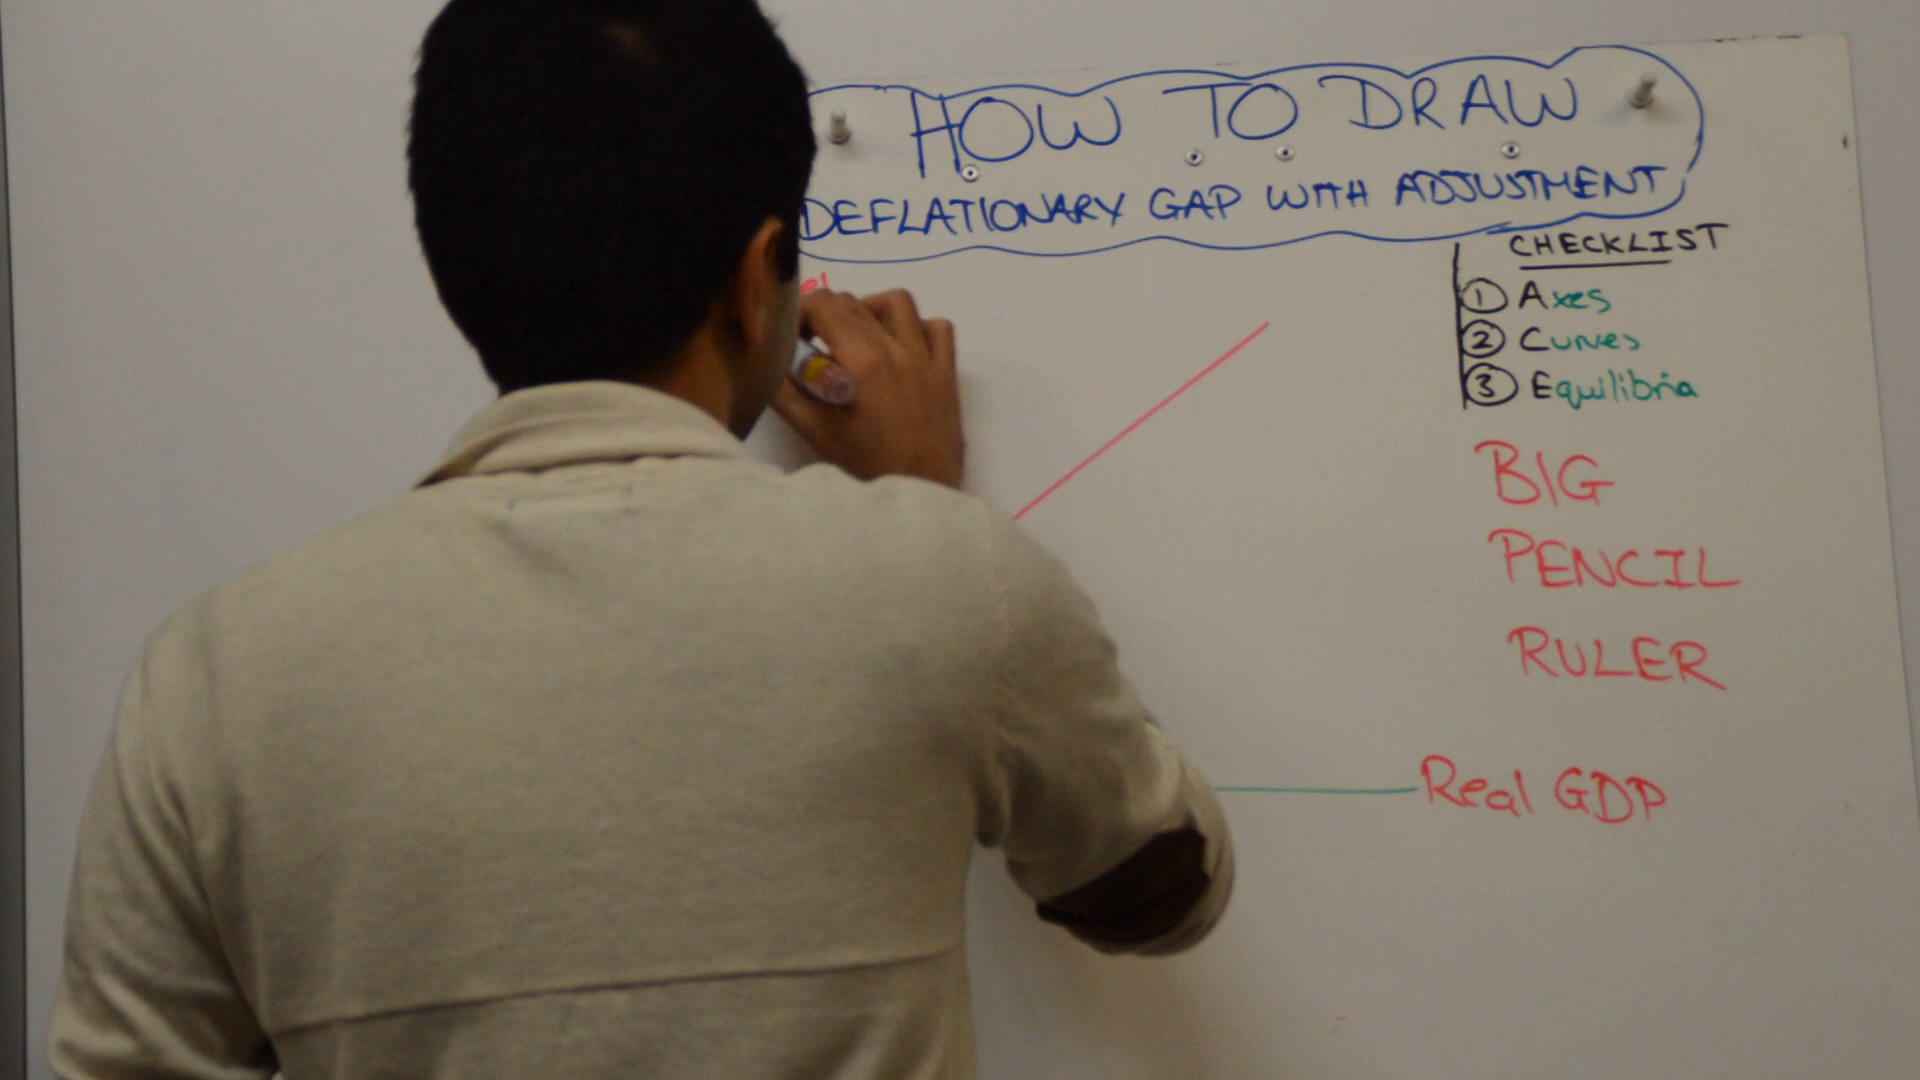 HOW TO DRAW
DEFLATIONARY GAP WITH ADJUSTMENT
CHECKLIST
① Axes
② Curves
③ Equilibria
BIG
PENCIL
RULER
Real GDP